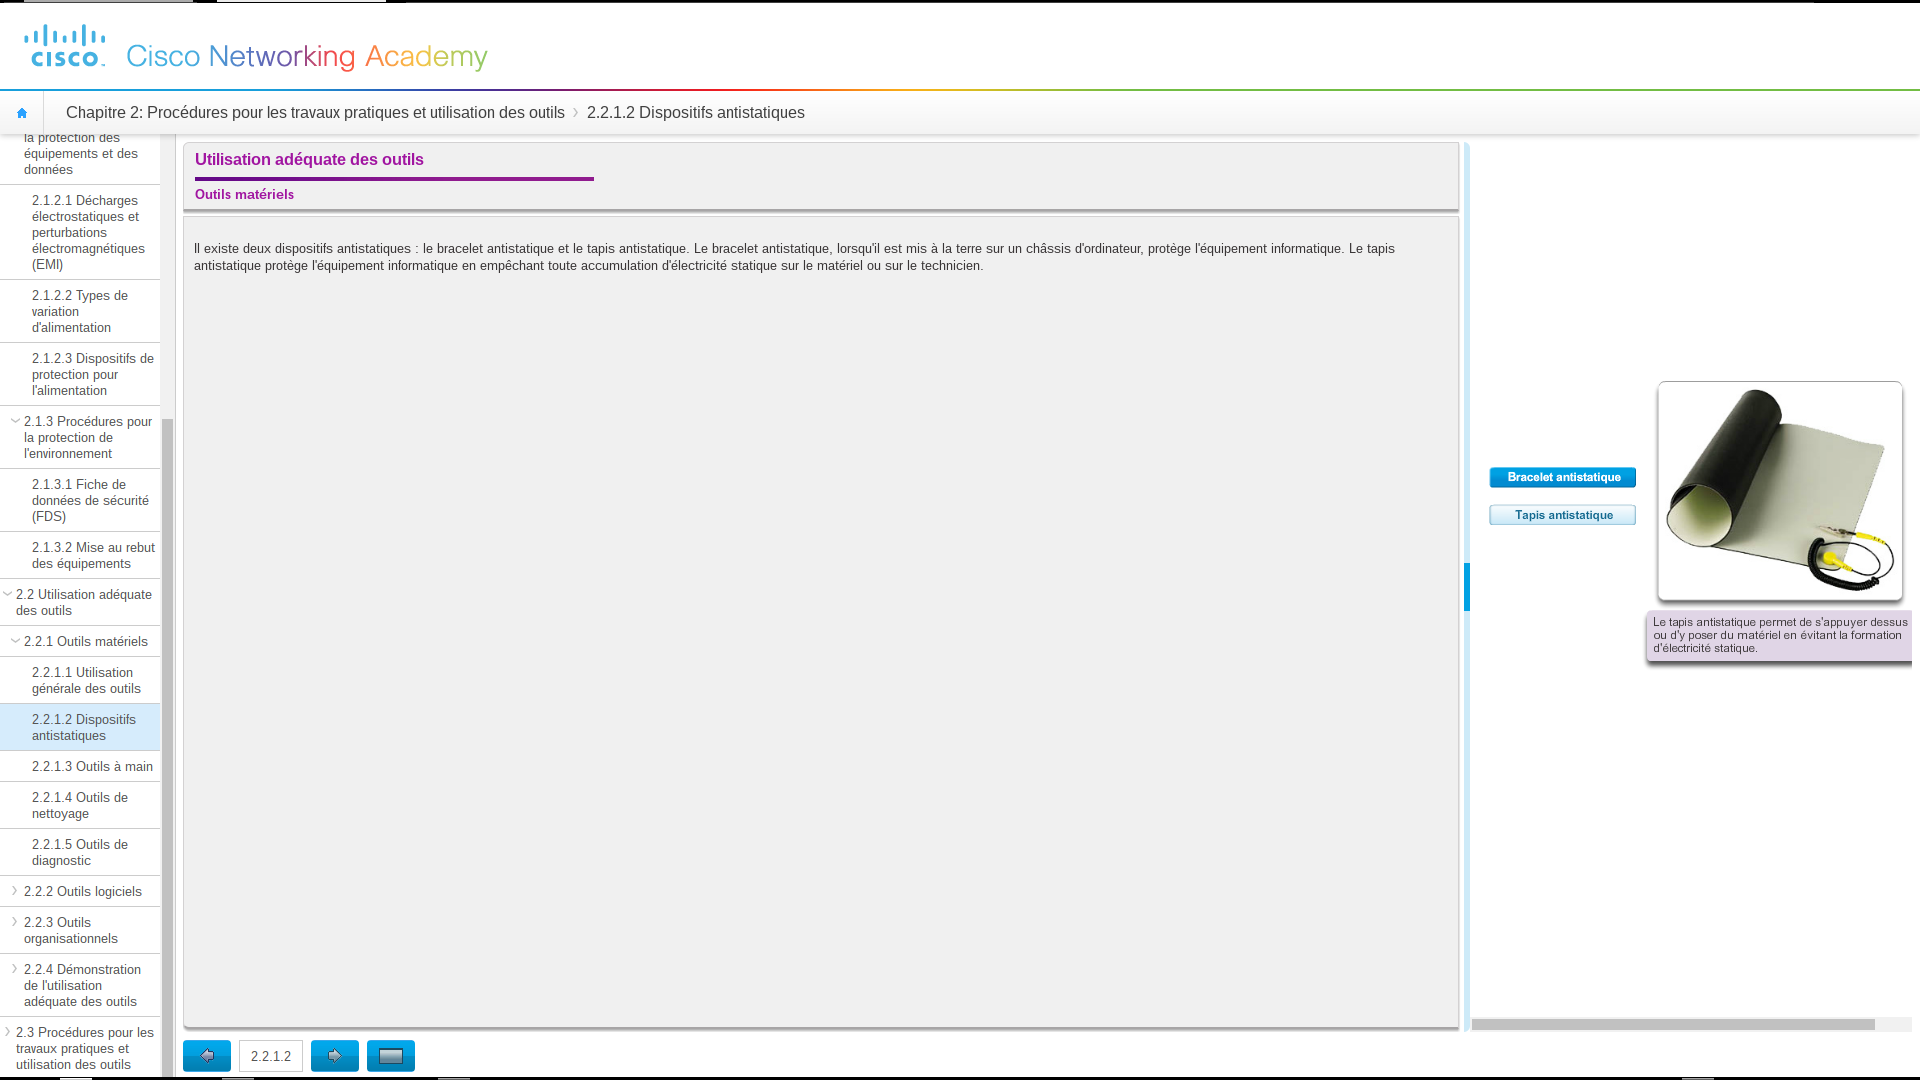 cisco
Cisco Networking Academy
Chapitre 2: Procédures pour les travaux pratiques et utilisation des outils
2.2.1.2 Dispositifs antistatiques
la protection des
équipements et des
données
2.1.2.1 Décharges
électrostatiques et
perturbations
électromagnétiques
(EMI)
2.1.2.2 Types de
variation
d'alimentation
2.1.2.3 Dispositifs de
protection pour
l'alimentation
2.1.3 Procédures pour
la protection de
l'environnement
2.1.3.1 Fiche de
données de sécurité
(FDS)
2.1.3.2 Mise au rebut
des équipements
2.2 Utilisation adéquate
des outils
2.2.1 Outils matériels
2.2.1.1 Utilisation
générale des outils
2.2.1.2 Dispositifs
antistatiques
2.2.1.3 Outils à main
2.2.1.4 Outils de
nettoyage
2.2.1.5 Outils de
diagnostic
2.2.2 Outils logiciels
2.2.3 Outils
organisationnels
2.2.4 Démonstration
de l'utilisation
adéquate des outils
2.3 Procédures pour les
travaux pratiques et
utilisation des outils
Utilisation adéquate des outils
Outils matériels
Il existe deux dispositifs antistatiques : le bracelet antistatique et le tapis antistatique. Le bracelet antistatique, lorsqu'il est mis à la terre sur un châssis d'ordinateur, protège l'équipement informatique. Le tapis
antistatique protège l'équipement informatique en empêchant toute accumulation d'électricité statique sur le matériel ou sur le technicien.
Bracelet antistatique
Tapis antistatique
Le tapis antistatique permet de s'appuyer dessus
ou d'y poser du matériel en évitant la formation
d'électricité statique.
2.2.1.2